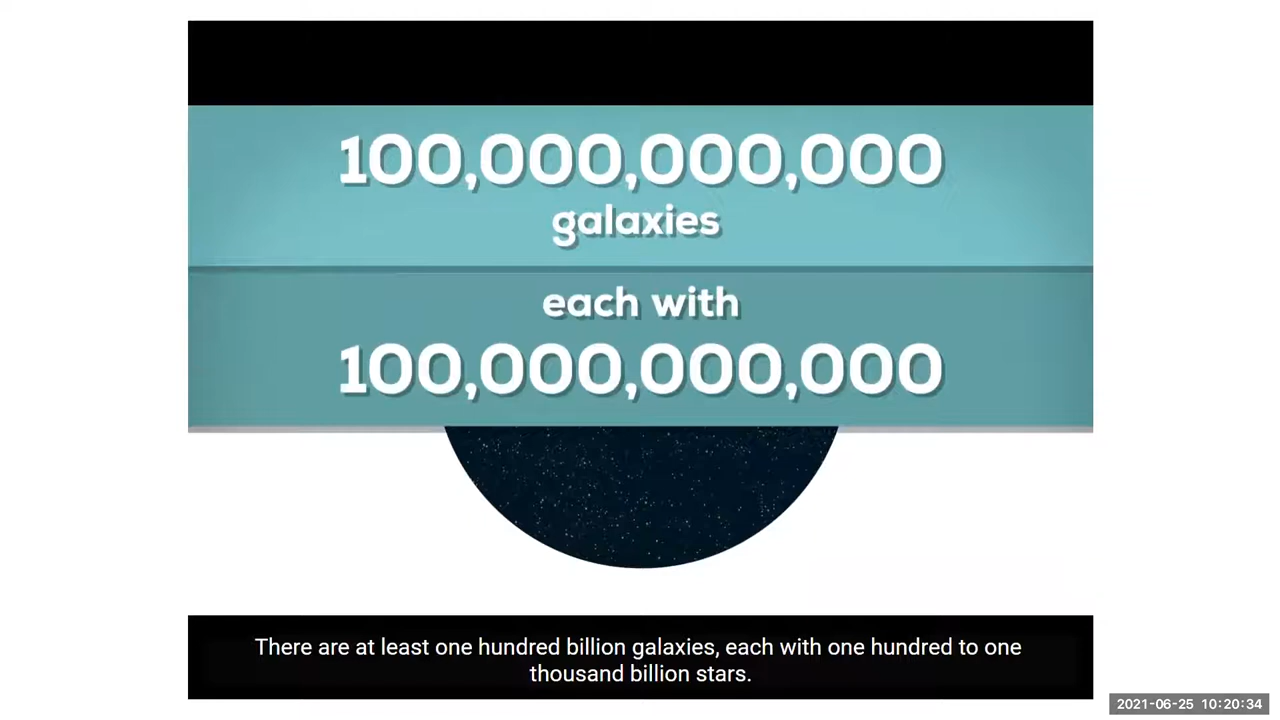 100,000,000,000
galaxies
each with
100,000,000,000
There are at least one hundred billion galaxies, each with one hundred to one
thousand billion stars.
2021-06-25 10:20:34